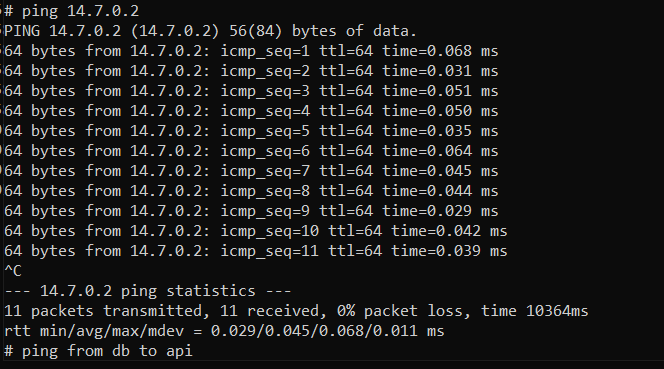 # ping 14.7.0.2
PING 14.7.0.2 (14.7.0.2) 56(84) bytes of data.
64 bytes from 14.7.0.2: icmp_seq=1 ttl=64 time=0.068 ms
64 bytes from 14.7.0.2: icmp_seq=2 ttl=64 time=0.031 ms
64 bytes from 14.7.0.2: icmp_seq=3 ttl=64 time=0.051 ms
64 bytes from 14.7.0.2: icmp_seq=4 ttl=64 time=0.050 ms
64 bytes from 14.7.0.2: icmp_seq=5 ttl=64 time=0.035 ms
64 bytes from 14.7.0.2: icmp_seq=6 ttl=64 time=0.064 ms
64 bytes from 14.7.0.2: icmp_seq=7 ttl=64 time=0.045 ms
64 bytes from 14.7.0.2: icmp_seq=8 ttl=64 time=0.044 ms
64 bytes from 14.7.0.2: icmp_seq=9 ttl=64 time=0.029 ms
64 bytes from 14.7.0.2: icmp_seq=10 ttl=64 time=0.042 ms
64 bytes from 14.7.0.2: icmp_seq=11 ttl=64 time=0.039 ms
^C
--- 14.7.0.2 ping statistics ---
11 packets transmitted, 11 received, 0% packet loss, time 10364ms
rtt min/avg/max/mdev = 0.029/0.045/0.068/0.011 ms
# ping from db to api